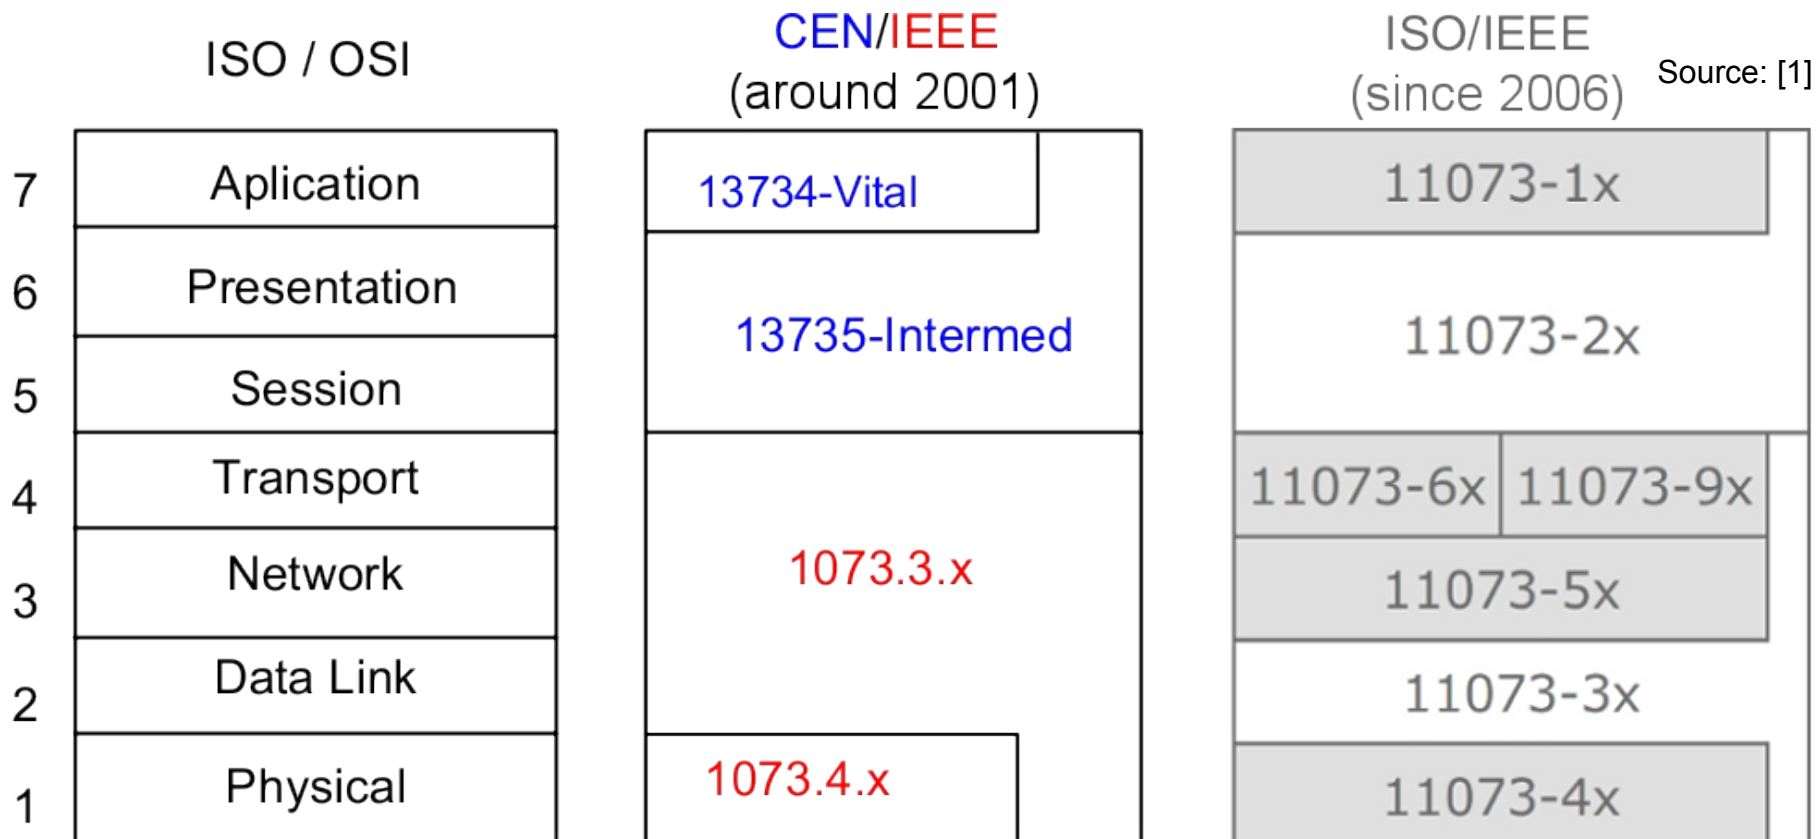 ISO / OSI
CEN/IEEE
(around 2001)
ISO/IEEE
(since 2006)
Source: [1]
7
Aplication
6
Presentation
5
Session
4
Transport
3
Network
2
Data Link
1
Physical
13734-Vital
13735-Intermed
1073.3.x
1073.4.x
11073-1x
11073-2x
11073-6x
11073-9x
11073-5x
11073-3x
11073-4x